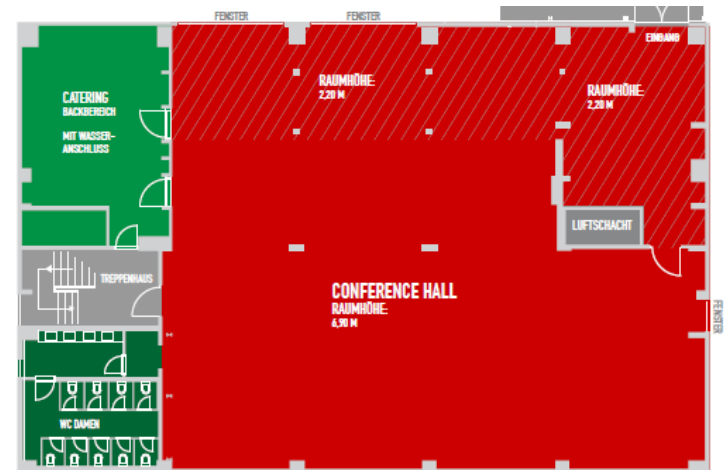 FENSTER
FENSTER
EINGANG
CATERING
BACKBEREICH
MIT WASSER-
ANSCHLUSS
RAUMHÖHE:
2,20 M
RAUMHÖHE:
2,20 M
LUFTSCHACHT
TREPPENHAUS
CONFERENCE HALL
RAUMHÖHE:
6,90 M
FENSTER
WC DAMEN